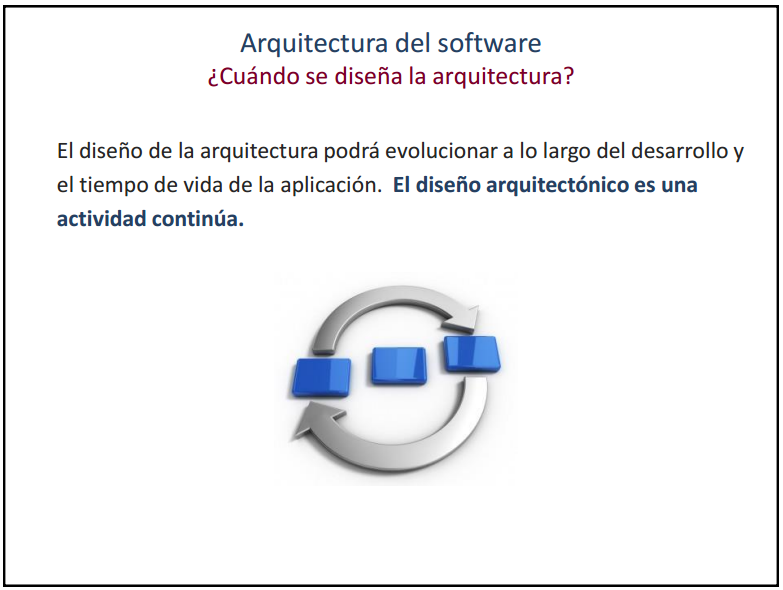 Arquitectura del software
¿Cuándo se diseña la arquitectura?
El diseño de la arquitectura podrá evolucionar a lo largo del desarrollo y
el tiempo de vida de la aplicación. El diseño arquitectónico es una
actividad continúa.